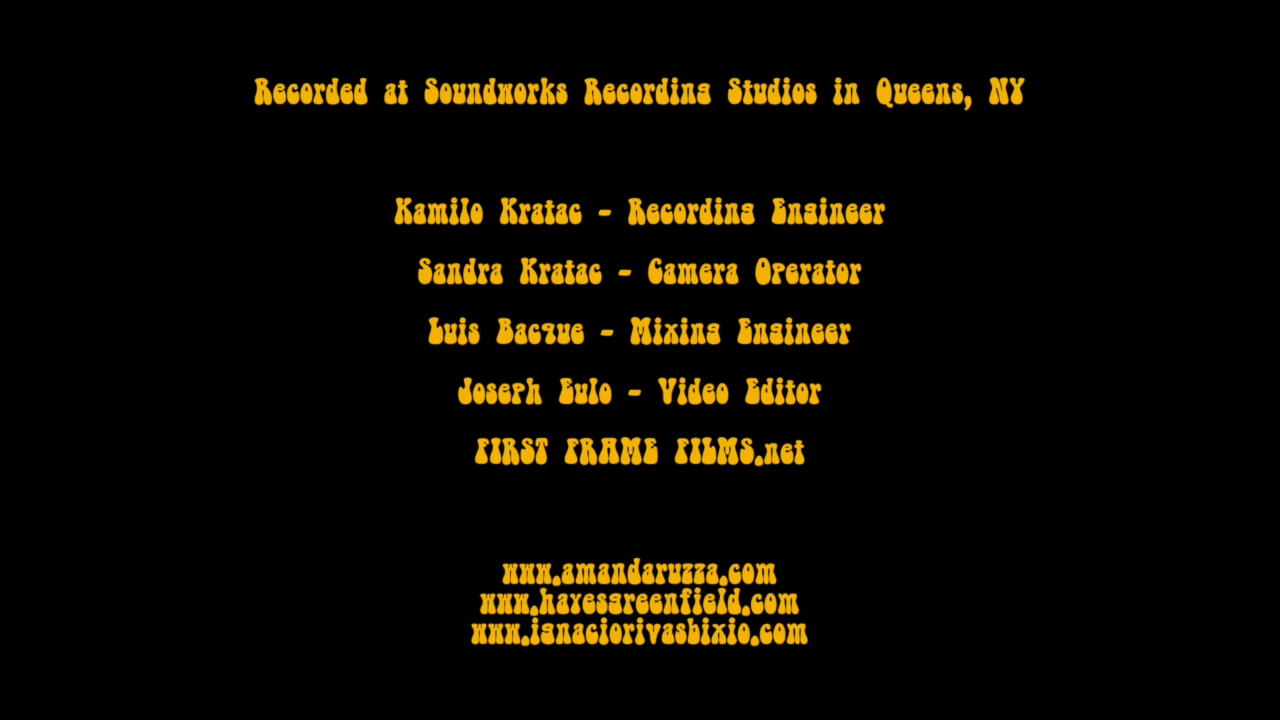 Recorded at Soundworks Recording Studios in Queens, NY
Kamilo Kratac - Recording Engineer
Sandra Kratac - Camera Operator
Luis Bacque - Mixing Engineer
Joseph Eulo - Video Editor
FIRST FRAME FILMS.net
www.amandaruzza.com
www.hayesgreenfield.com
www.ignaciorivasbixio.com